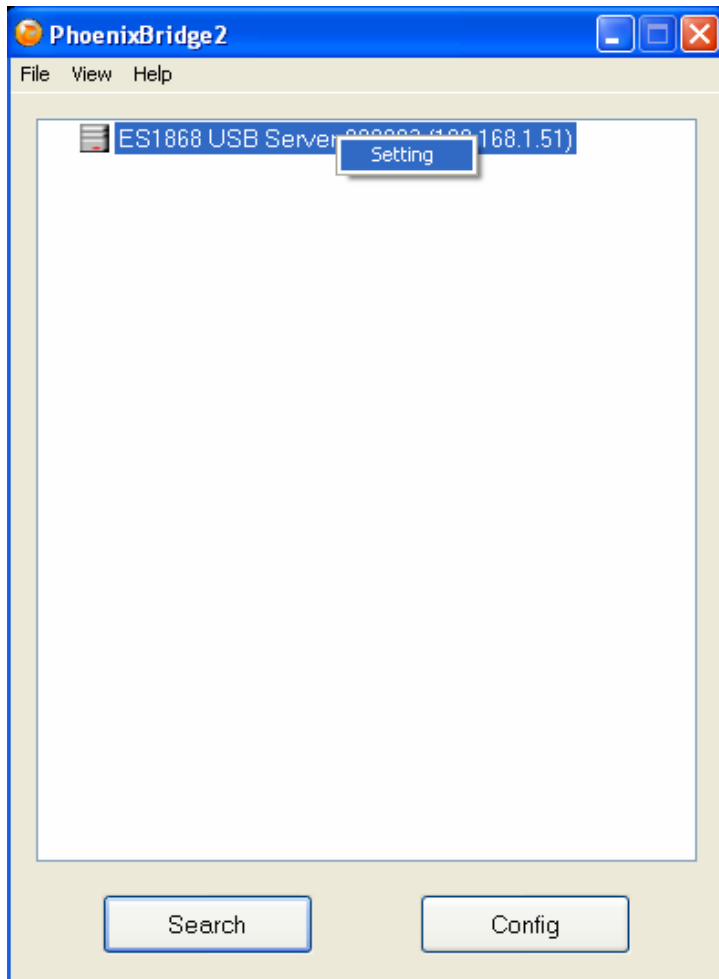 PhoenixBridge2
File View Help
ES1868 USB Server 168.1.51)
Setting
Search Config